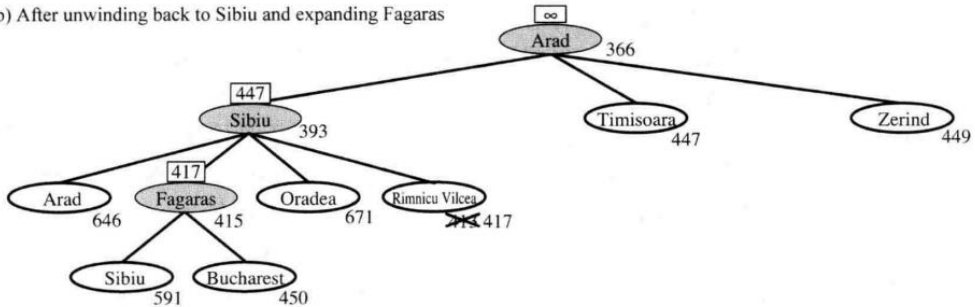 b) After unwinding back to Sibiu and expanding Fagaras
∞
Arad
366
447
Sibiu
393
Timisoara
447
Zerind
449
417
Arad
646
Fagaras
415
Oradea
671
Rimnicu Vilcea
413 417
Sibiu
591
Bucharest
450